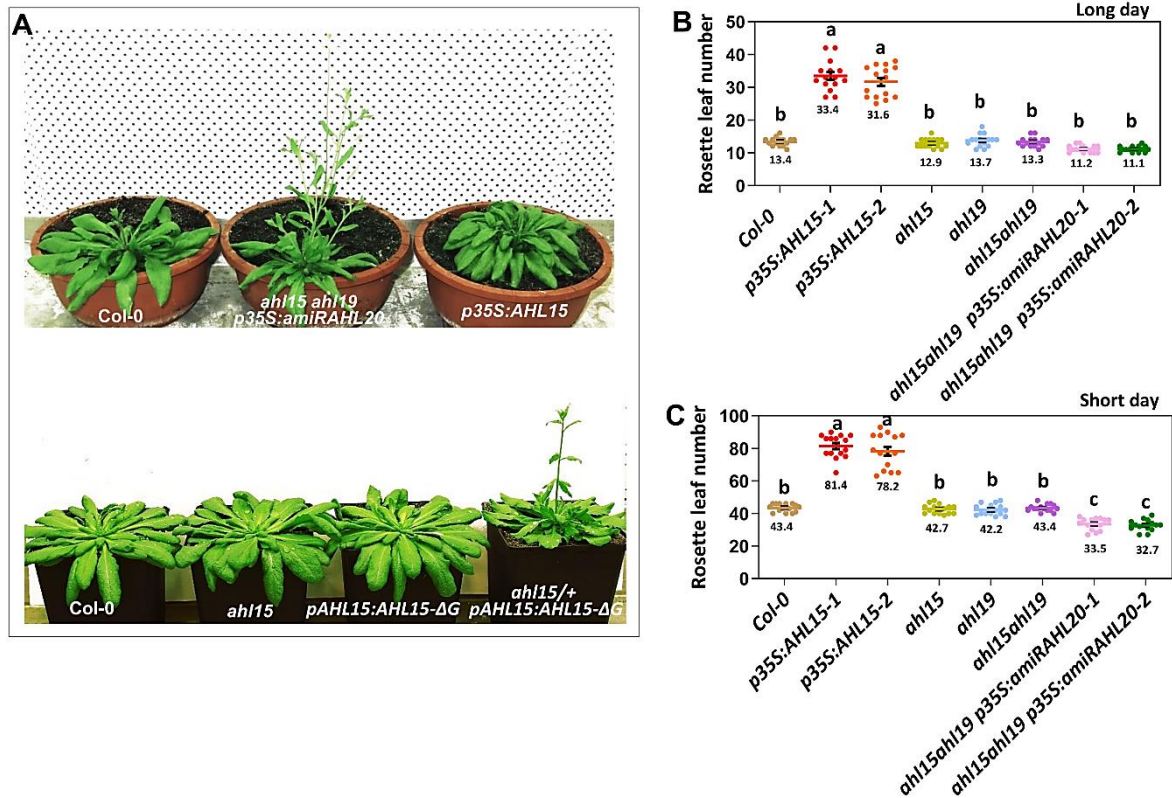 A
Col-0
ahl15 ahl19
p35S:amiRAHL20
p35S:AHL15
Col-0
ahl15
pAHL15:AHL15-ΔG
ahl15/+
pAHL15:AHL15-ΔG
B
Long day
Rosette leaf number
50
40
30
20
10
0
b
a
a
b
b
b
b
b
13.4
33.4
31.6
12.9
13.7
13.3
11.2
11.1
Col-0
p35S:AHL15-1
p35S:AHL15-2
ahl15
ahl19
ahl15ahl19
ahl15ahl19 p35S:amiRAHL20-1
ahl15ahl19 p35S:amiRAHL20-2
C
Short day
Rosette leaf number
100
80
60
40
20
0
b
a
a
b
b
b
c
c
43.4
81.4
78.2
42.7
42.2
43.4
33.5
32.7
Col-0
p35S:AHL15-1
p35S:AHL15-2
ahl15
ahl19
ahl15ahl19
ahl15ahl19 p35S:amiRAHL20-1
ahl15ahl19 p35S:amiRAHL20-2